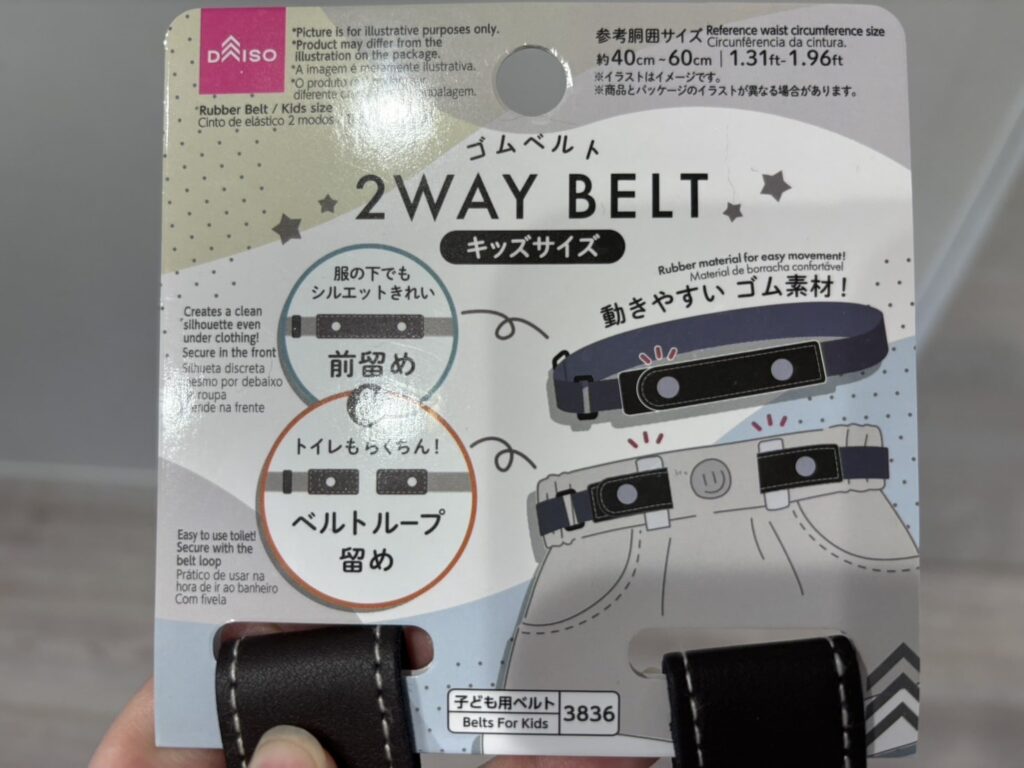 DAISO
*Picture is for illustrative purposes only.
*Product may differ from the
illustration on the package.
*A imagem é meramente ilustrativa.
*O produto
diferente
*Rubber Belt / Kids size
Cinto de elástico 2 modos
参考胴囲サイズ Reference waist circumference size
Circunferência da cintura.
約40cm~60cm | 1.31ft-1.96ft
※イラストはイメージです。
※商品とパッケージのイラストが異なる場合があります。
ゴムベルト
2WAY BELT
キッズサイズ
服の下でも
シルエットきれい
前留め
Creates a clean
silhouette even
under clothing!
Secure in the front
Silhueta discreta
mesmo por debaixo
roupa
na frente
Rubber material for easy movement!
Material de borracha confortável
動きやすい ゴム素材!
トイレもらくちん!
ベルトループ
留め
Easy to use toilet!
Secure with the
belt loop
Prático de usar na
hora de ir ao banheiro
Com fivela
子ども用ベルト
Belts For Kids
3836